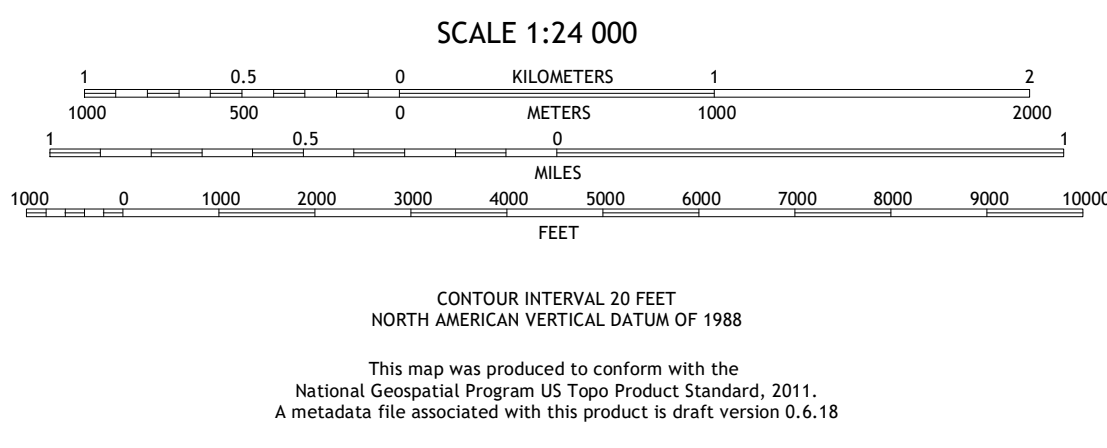 SCALE 1:24 000
1 0.5 0 KILOMETERS 1 2
1000 500 0 METERS 1000 2000
1 0.5 0 1
MILES
1000 0 1000 2000 3000 4000 5000 6000 7000 8000 9000 10000
FEET
CONTOUR INTERVAL 20 FEET
NORTH AMERICAN VERTICAL DATUM OF 1988
This map was produced to conform with the
National Geospatial Program US Topo Product Standard, 2011.
A metadata file associated with this product is draft version 0.6.18